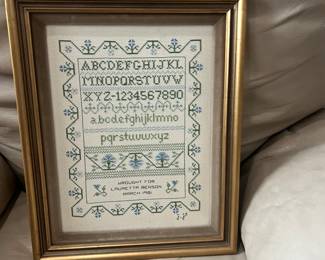 ABCDEFGHIJKL
MNOPQRSTUVW
XYZ-1234567890
abcdefghijklmno
pqrstuvwxyz
WROUGHT FOR
LAURETTA BENSON
MARCH 1981